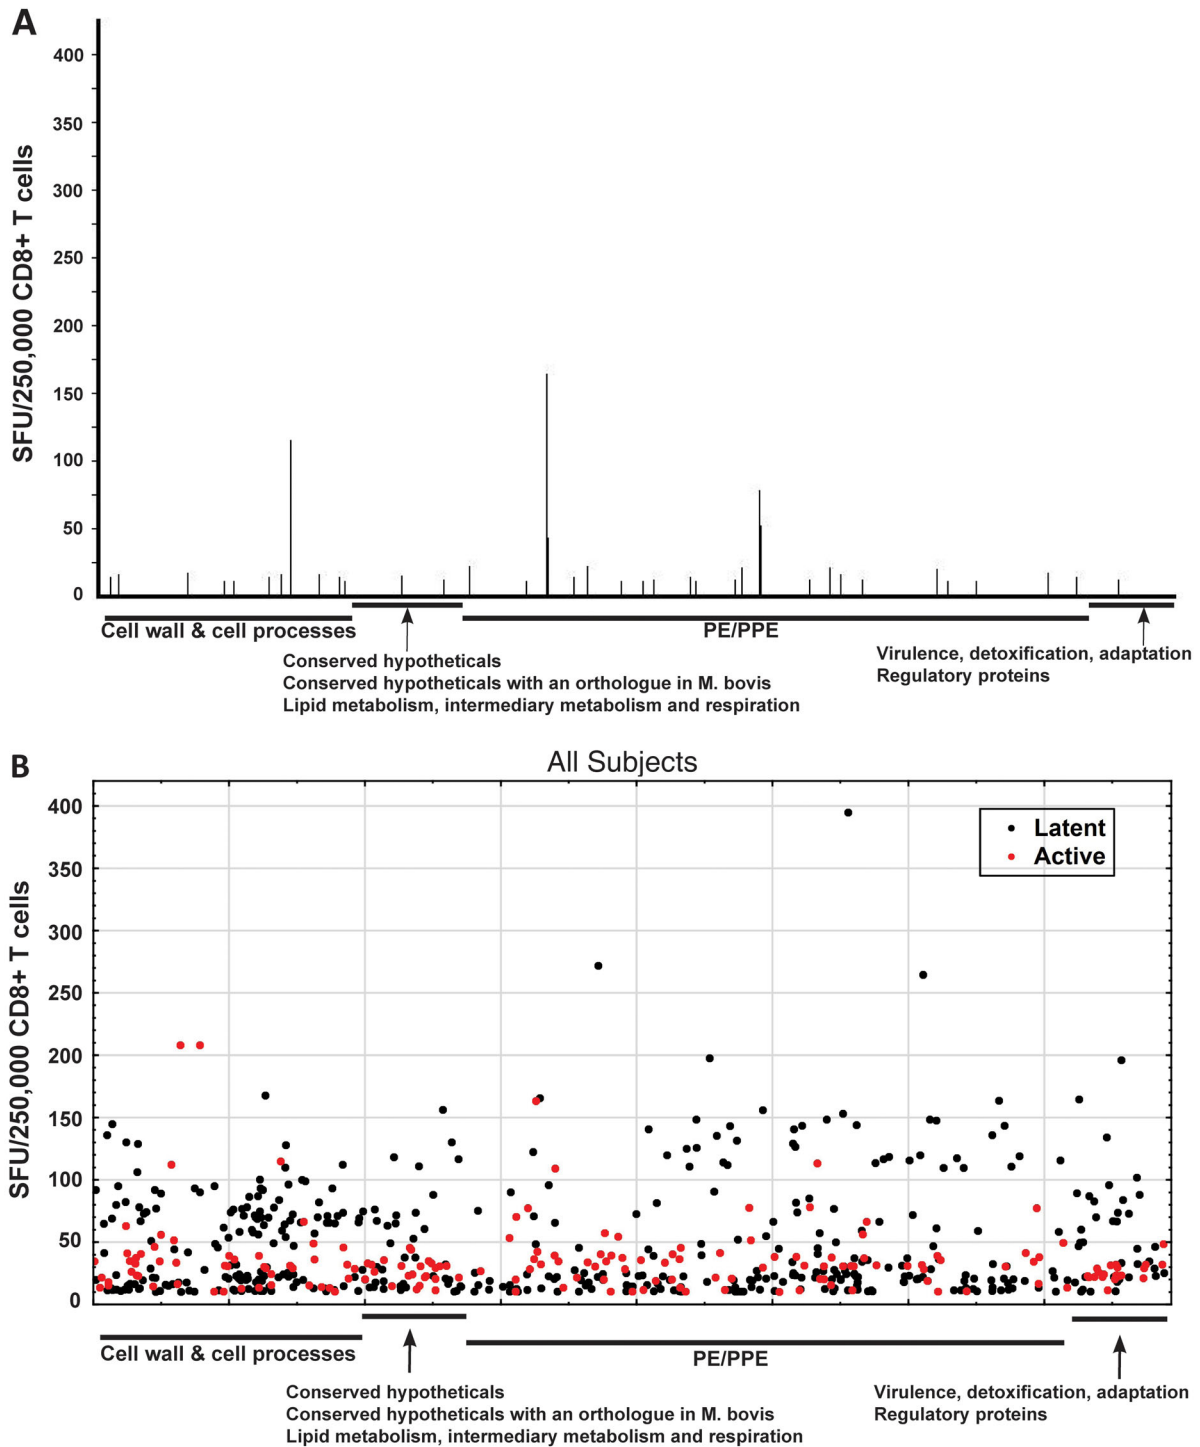 A
SFU/250,000 CD8+ T cells
400
350
300
250
200
150
100
50
0
Cell wall & cell processes
PE/PPE
Conserved hypotheticals
Conserved hypotheticals with an orthologue in M. bovis
Lipid metabolism, intermediary metabolism and respiration
Virulence, detoxification, adaptation
Regulatory proteins
B
All Subjects
SFU/250,000 CD8+ T cells
400
350
300
250
200
150
100
50
0
Latent
Active
Cell wall & cell processes
PE/PPE
Conserved hypotheticals
Conserved hypotheticals with an orthologue in M. bovis
Lipid metabolism, intermediary metabolism and respiration
Virulence, detoxification, adaptation
Regulatory proteins